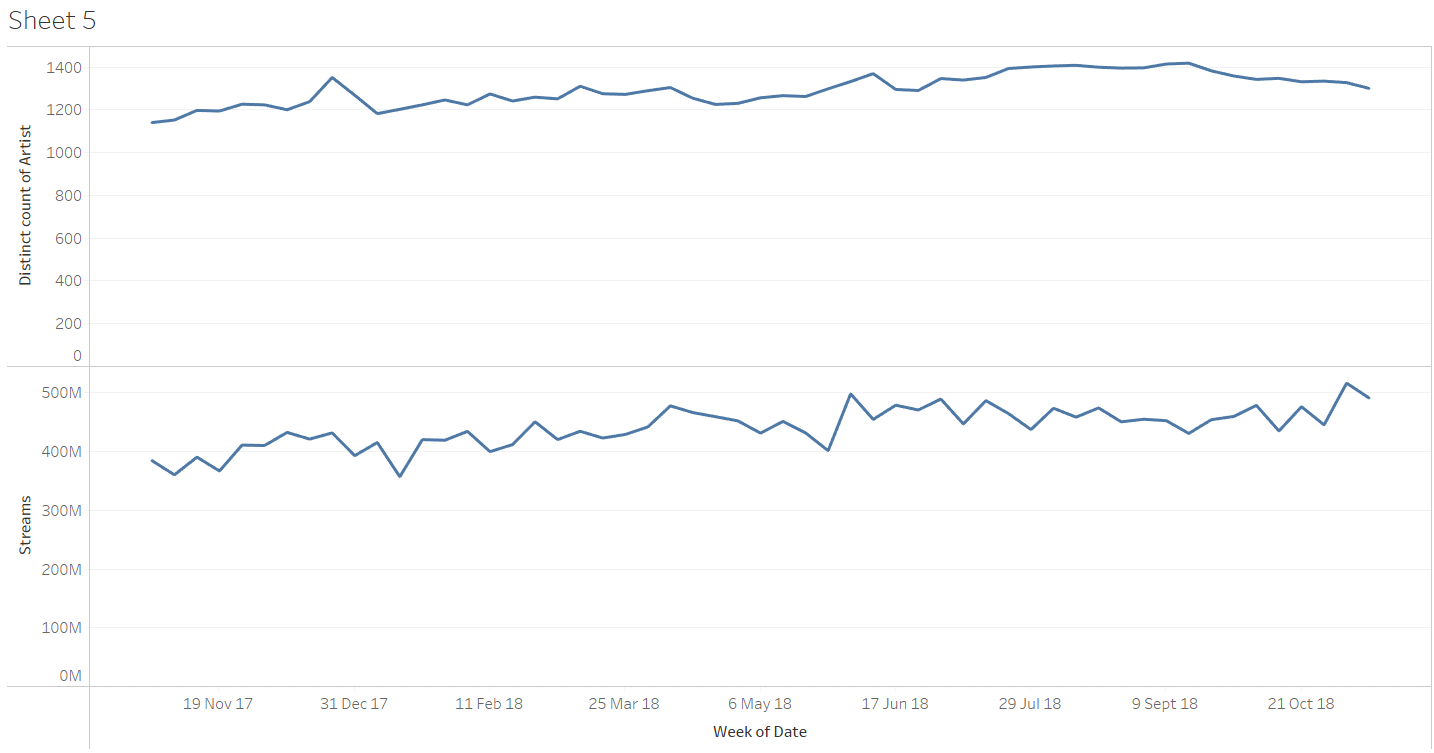 Sheet 5
Distinct count of Artist
1400
1200
1000
800
600
400
200
0
Streams
500M
400M
300M
200M
100M
0M
19 Nov 17 31 Dec 17 11 Feb 18 25 Mar 18 6 May 18 17 Jun 18 29 Jul 18 9 Sept 18 21 Oct 18
Week of Date